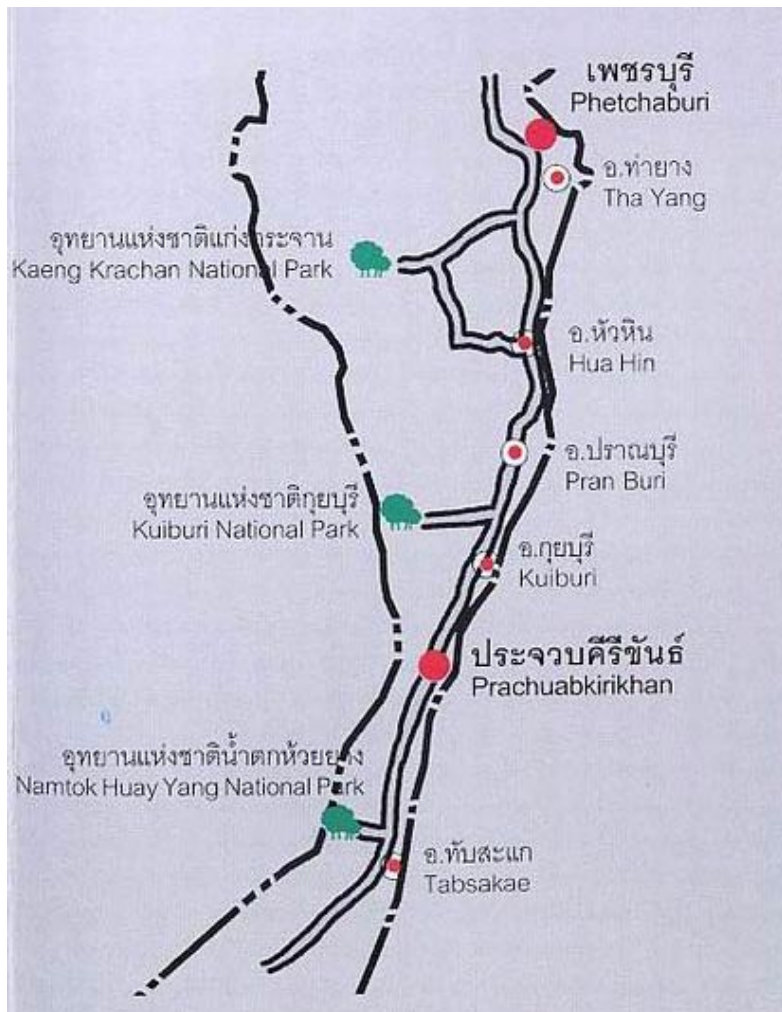 เพชรบุรี
Phetchaburi
อ.ท่ายาง
Tha Yang
อุทยานแห่งชาติแก่งกระจาน
Kaeng Krachan National Park
อ.หัวหิน
Hua Hin
อ.ปราณบุรี
Pran Buri
อุทยานแห่งชาติกุยบุรี
Kuiburi National Park
อ.กุยบุรี
Kuiburi
ประจวบคีรีขันธ์
Prachuabkirikhan
อุทยานแห่งชาติน้ำตกห้วยยาง
Namtok Huay Yang National Park
อ.ทับสะแก
Tabsakae